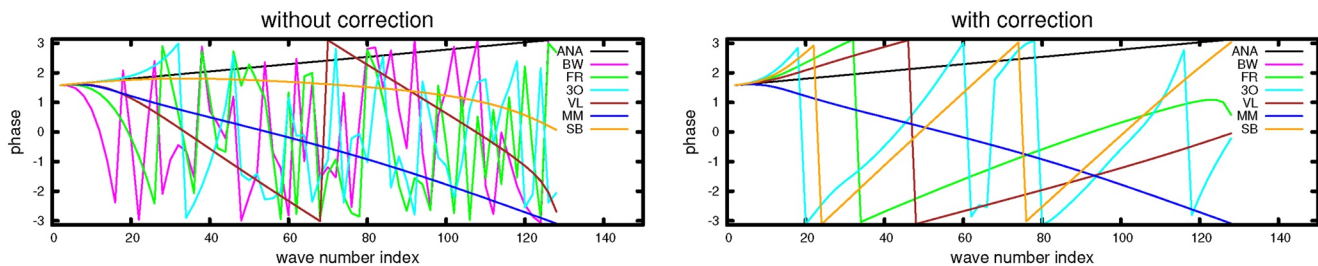 without correction
3
2
1
0
-1
-2
-3
phase
ANA
BW
FR
3O
VL
MM
SB
0 20 40 60 80 100 120 140
wave number index
with correction
3
2
1
0
-1
-2
-3
phase
ANA
BW
FR
3O
VL
MM
SB
0 20 40 60 80 100 120 140
wave number index